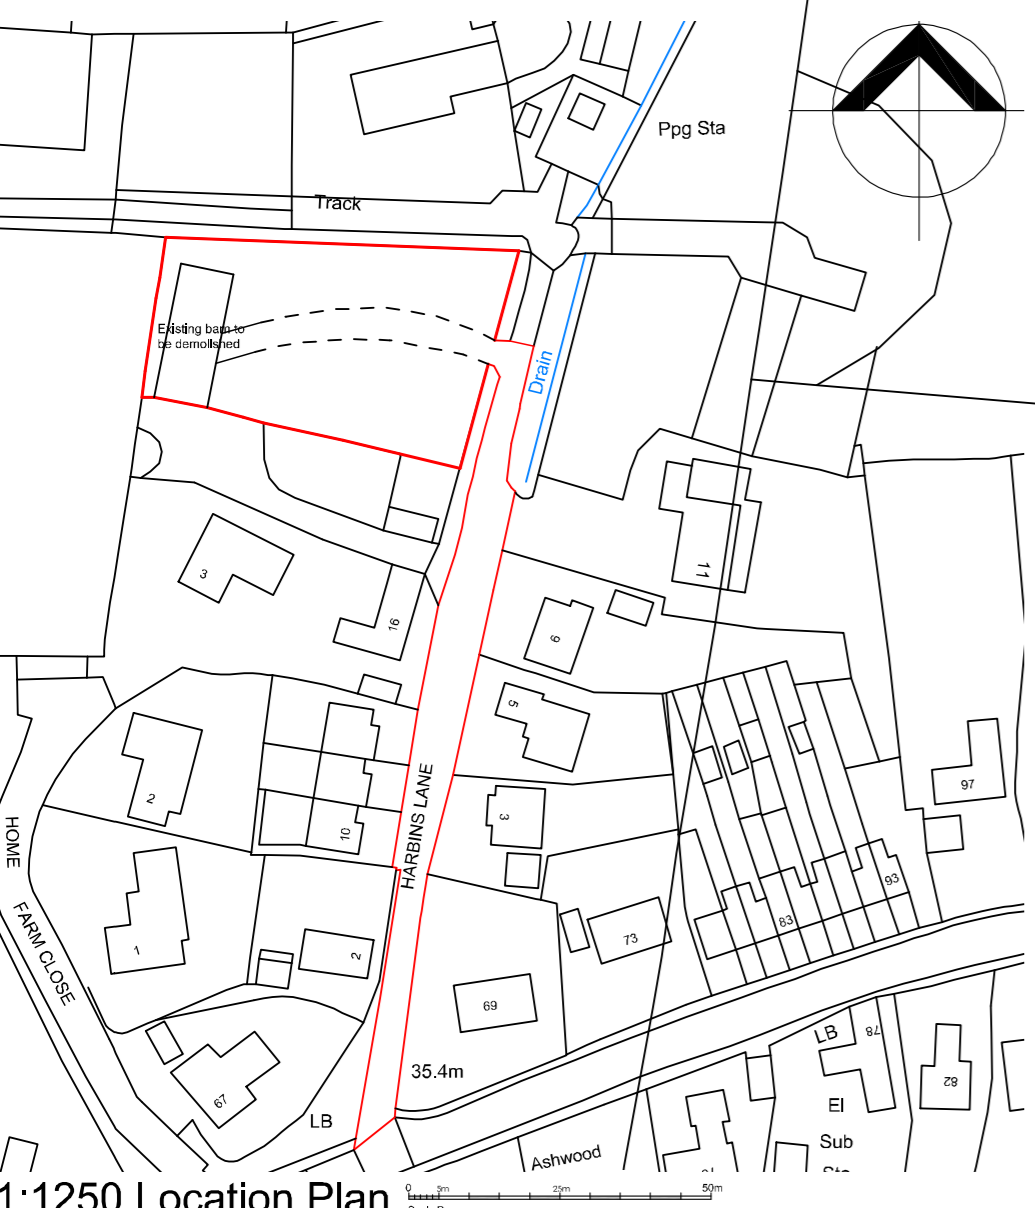 Ppg Sta
Track
Existing barn to
be demolished
Drain
11
3
16
9
5
2
10
HARBINS LANE
3
97
HOME
FARM CLOSE
1
2
73
83
93
69
67
35.4m
LB
LB
78
82
El
Sub
Ashwood
1:1250 Location Plan
0 5m 25m 50m